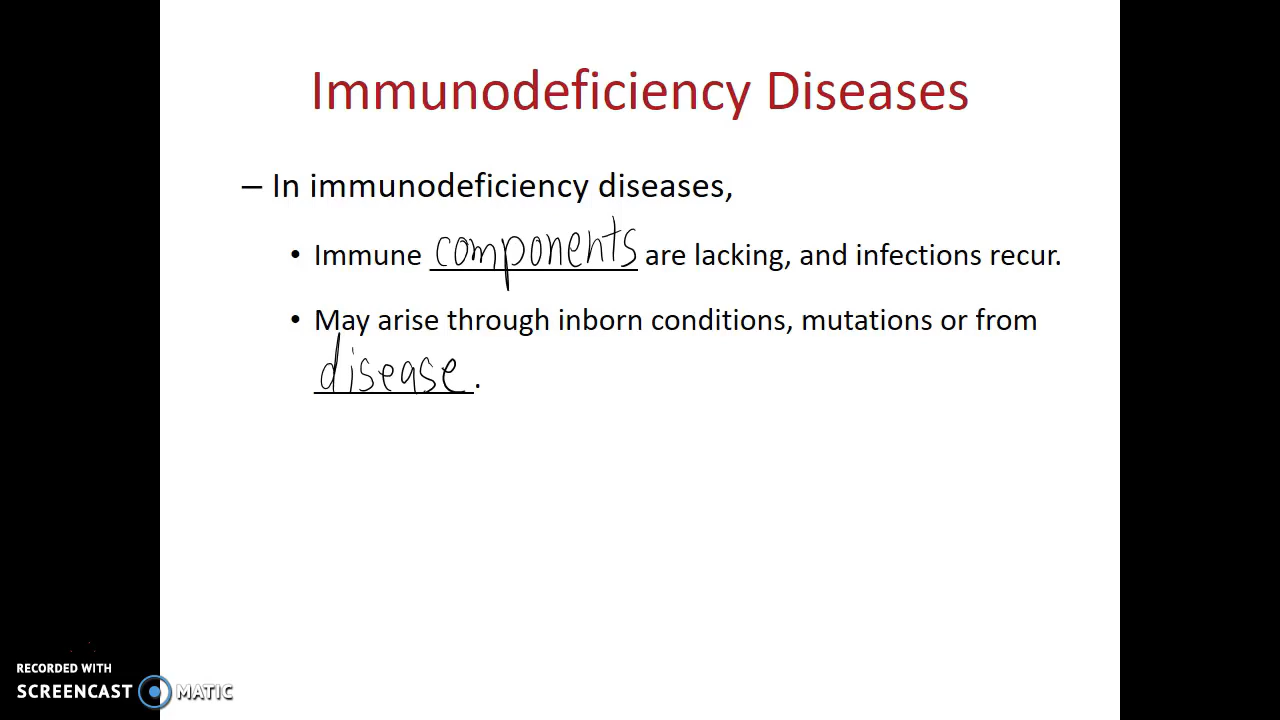 Immunodeficiency Diseases
– In immunodeficiency diseases,
• Immune components are lacking, and infections recur.
• May arise through inborn conditions, mutations or from
disease.
RECORDED WITH
SCREENCAST MATIC